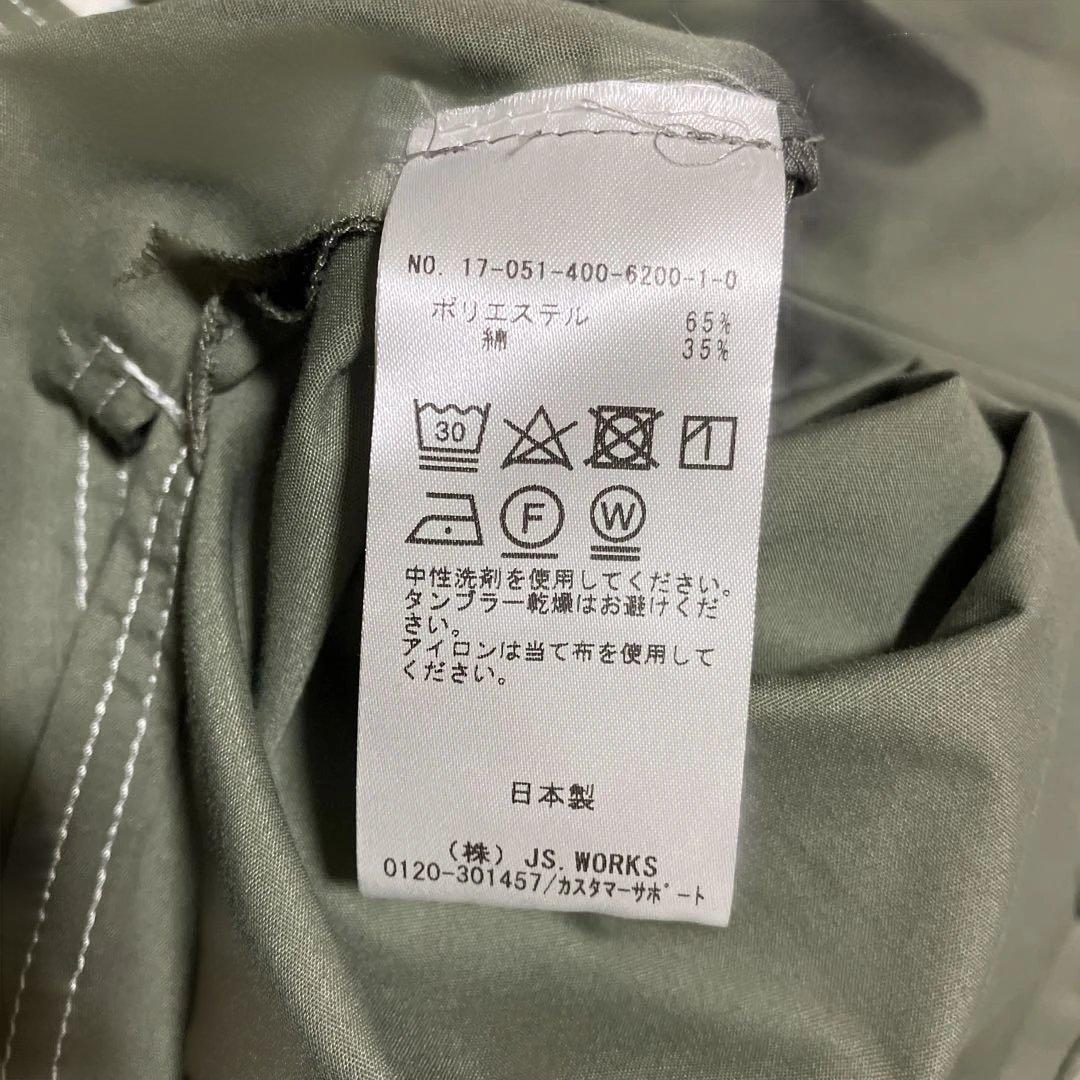 NO. 17-051-400-6200-1-0
ポリエステル 65%
綿 35%
30
F W
中性洗剤を使用してください。
タンブラー乾燥はお避けくだ
さい。
アイロンは当て布を使用して
ください。
日本製
(株) JS. WORKS
0120-301457/カスタマーサポート